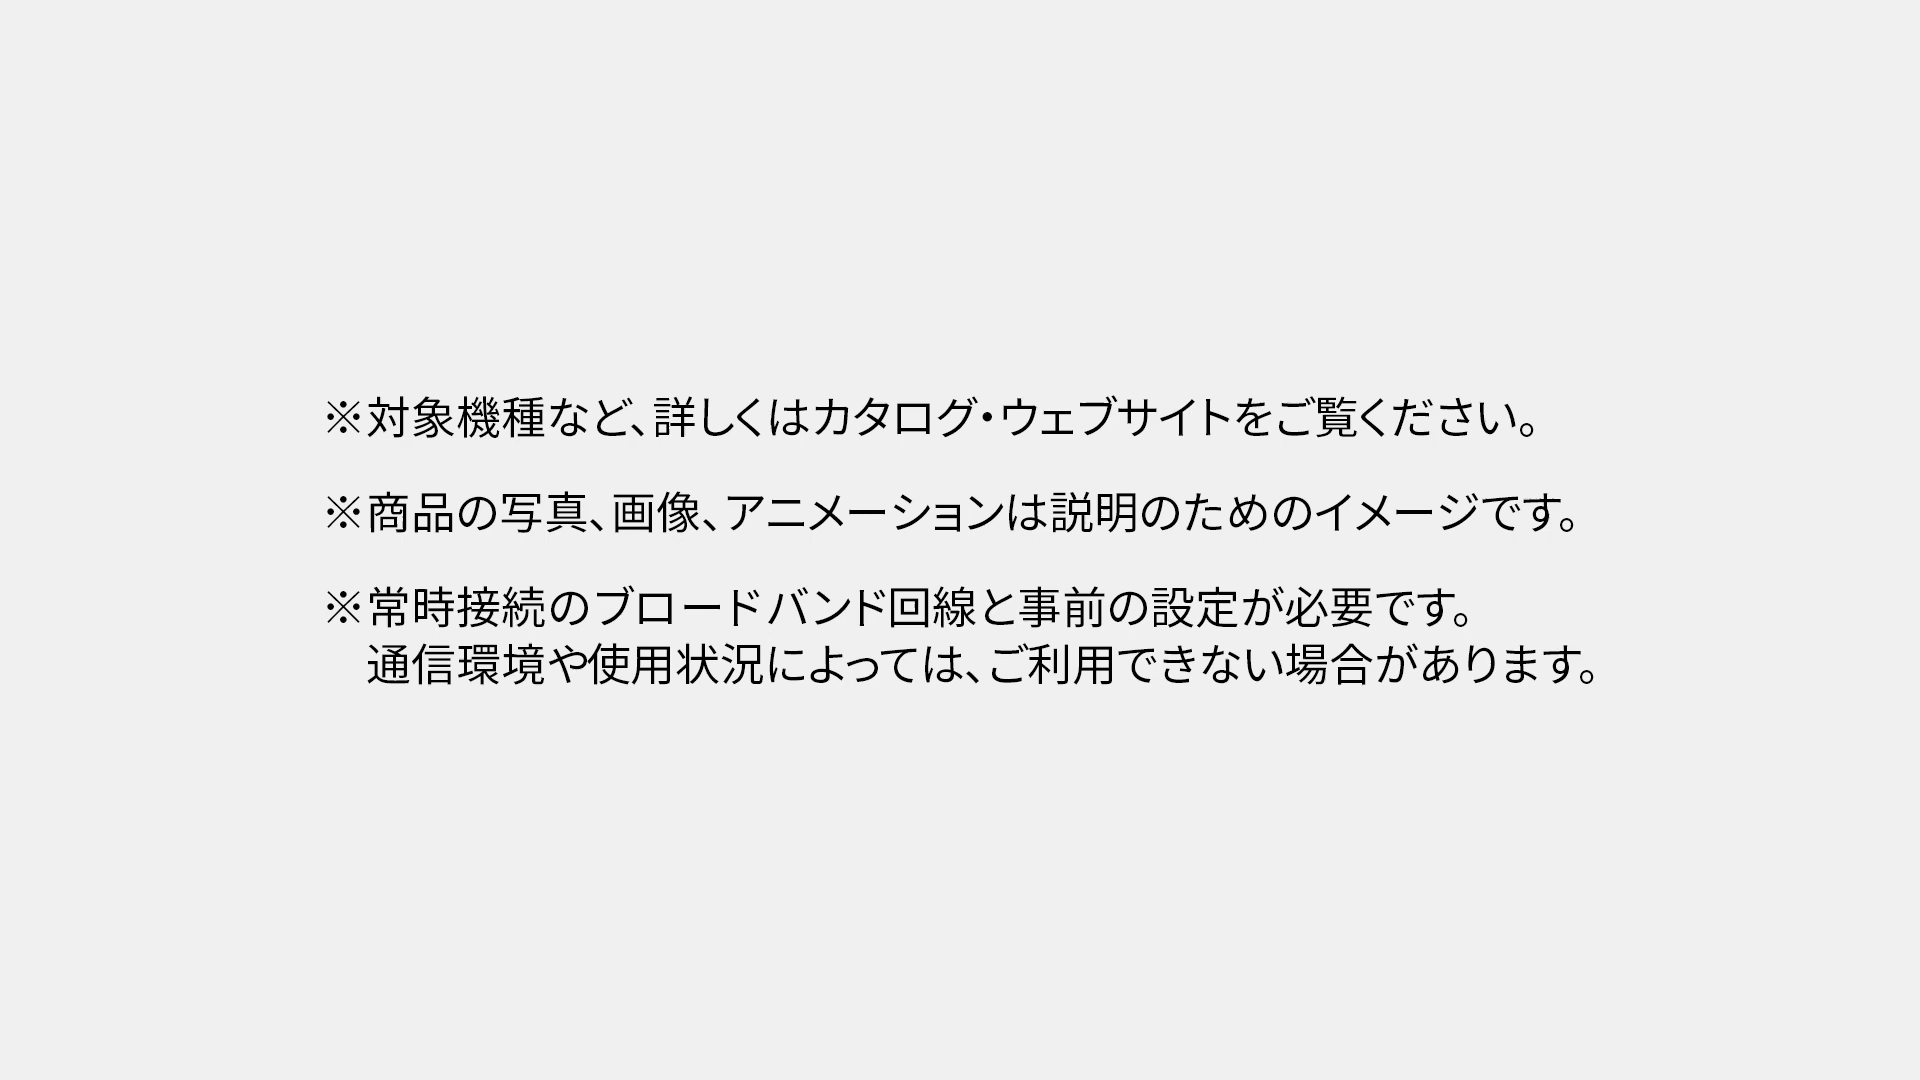 ※対象機種など、詳しくはカタログ・ウェブサイトをご覧ください。
※商品の写真、画像、アニメーションは説明のためのイメージです。
※常時接続のブロードバンド回線と事前の設定が必要です。
通信環境や使用状況によっては、ご利用できない場合があります。